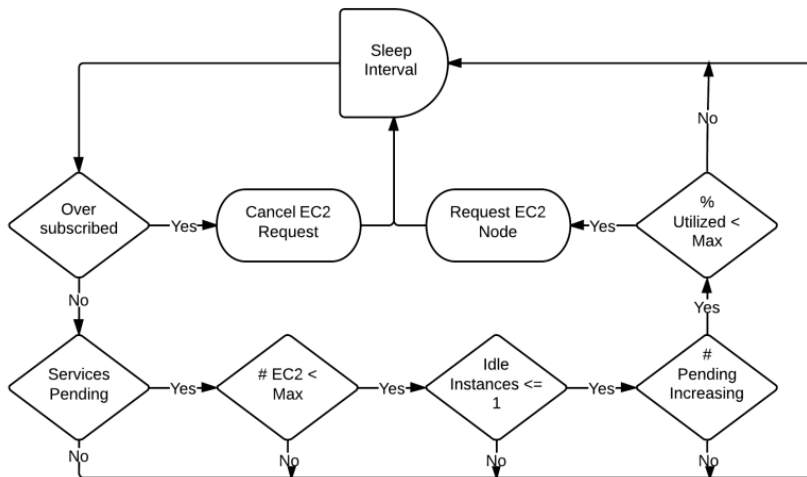 Sleep
Interval
No
Over
subscribed
Yes
Cancel EC2
Request
Request EC2
Node
Yes
%
Utilized <
Max
No
Yes
Services
Pending
Yes
# EC2 <
Max
Yes
Idle
Instances <=
1
Yes
#
Pending
Increasing
No
No
No
No